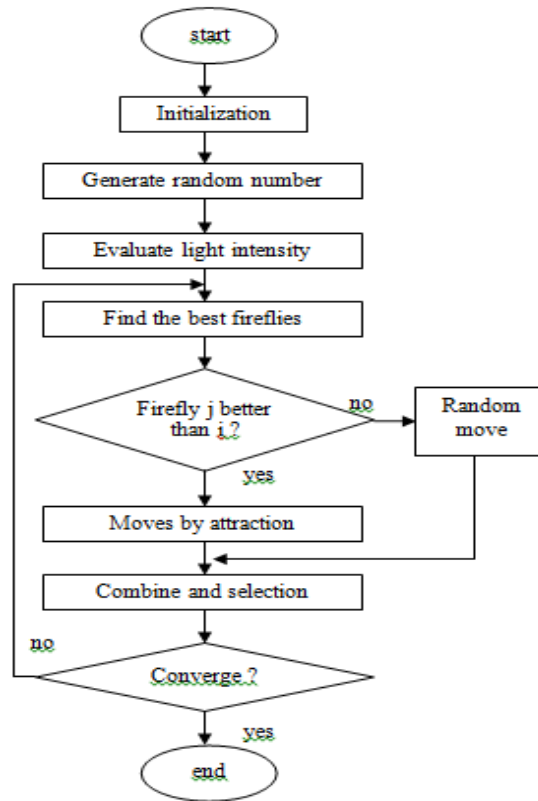 start
Initialization
Generate random number
Evaluate light intensity
Find the best fireflies
Firefly j better
than i ?
no
Random
move
yes
Moves by attraction
Combine and selection
no
Converge ?
yes
end